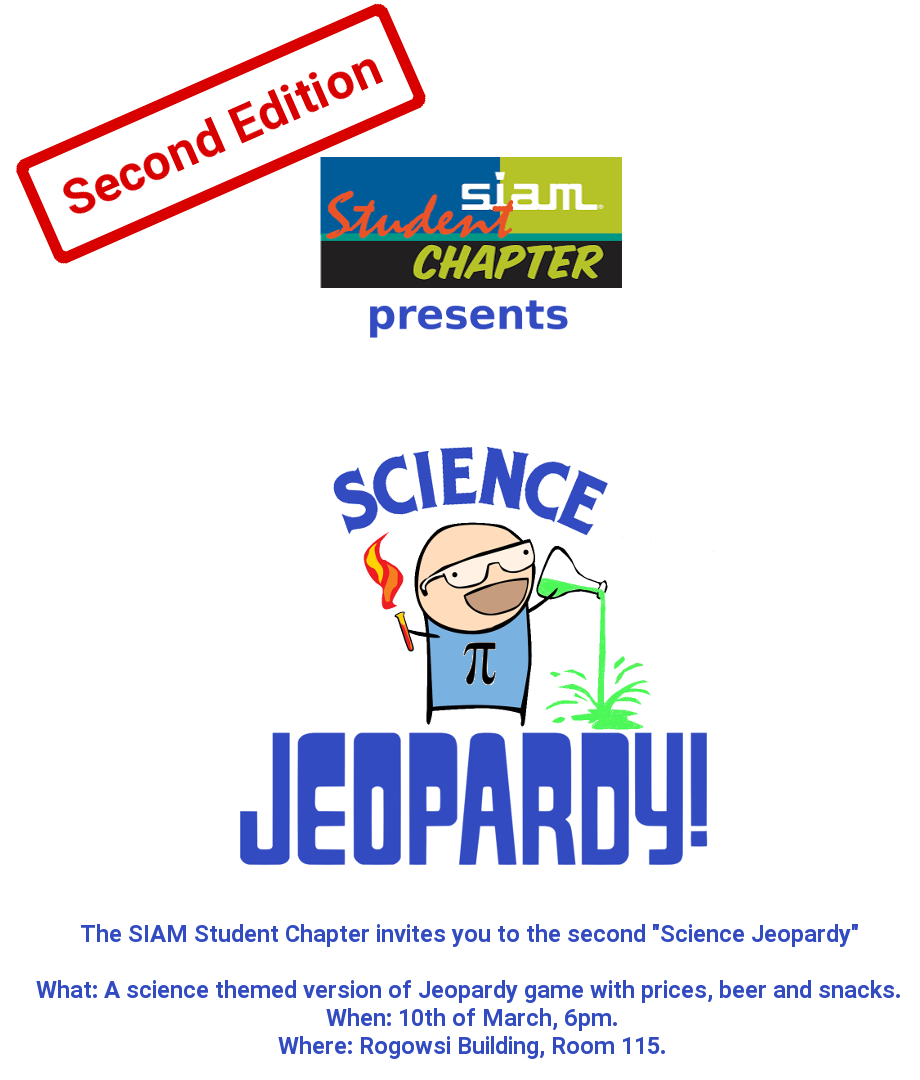 Second Edition
siam
Student
CHAPTER
presents
SCIENCE
π
JEOPARDY!
The SIAM Student Chapter invites you to the second "Science Jeopardy"
What: A science themed version of Jeopardy game with prices, beer and snacks.
When: 10th of March, 6pm.
Where: Rogowsi Building, Room 115.